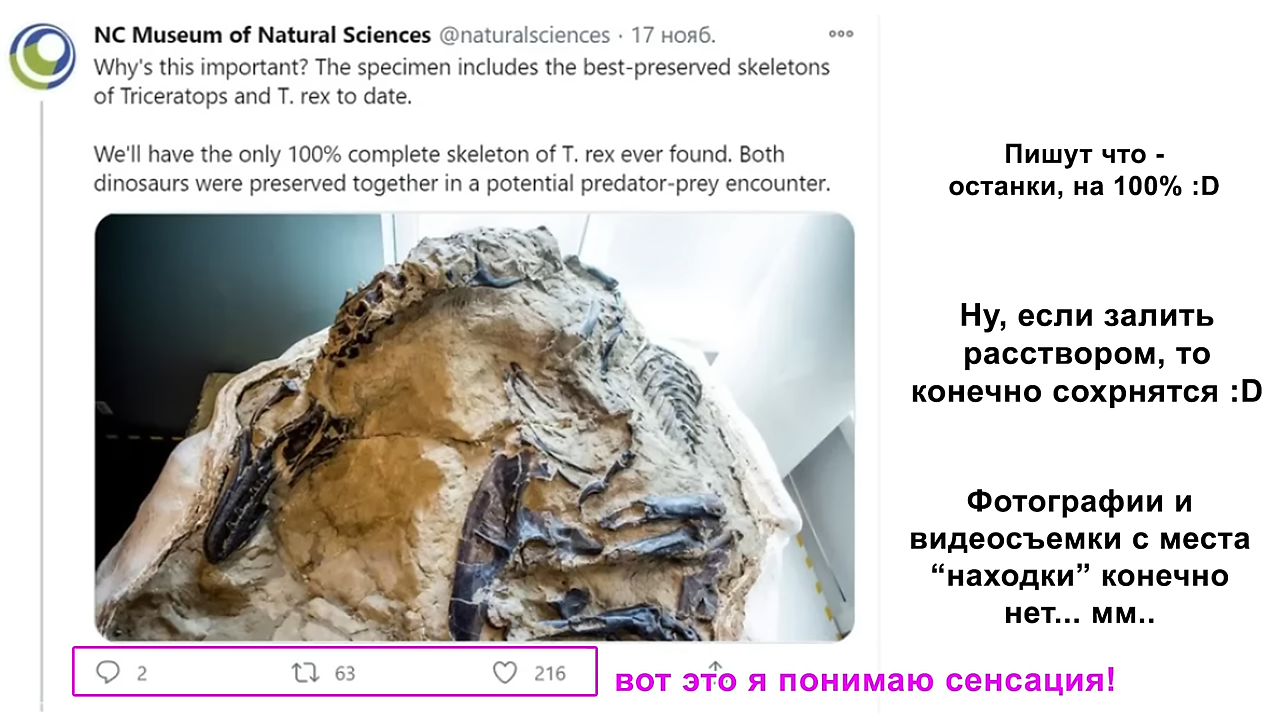 NC Museum of Natural Sciences @naturalsciences · 17 нояб.
Why's this important? The specimen includes the best-preserved skeletons
of Triceratops and T. rex to date.
We'll have the only 100% complete skeleton of T. rex ever found. Both
dinosaurs were preserved together in a potential predator-prey encounter.
Пишут что -
останки, на 100% :D
Ну, если залить
расствором, то
конечно сохрнятся :D
Фотографии и
видеосъемки с места
“находки” конечно
нет... мм..
2 63 216
вот это я понимаю сенсация!